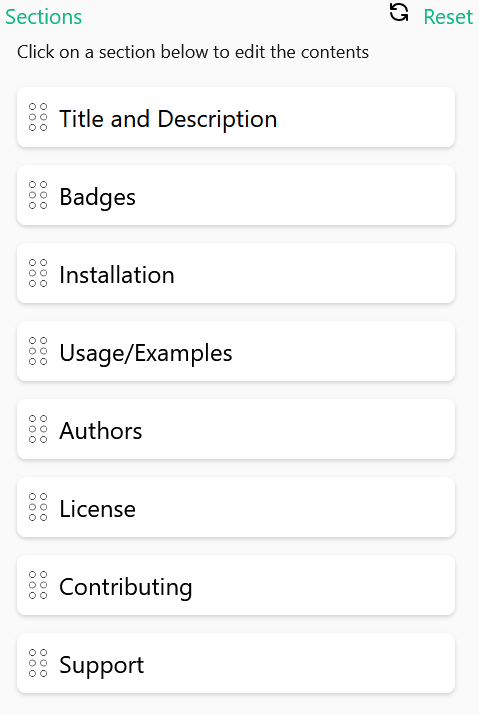 Sections
Reset
Click on a section below to edit the contents
Title and Description
Badges
Installation
Usage/Examples
Authors
License
Contributing
Support